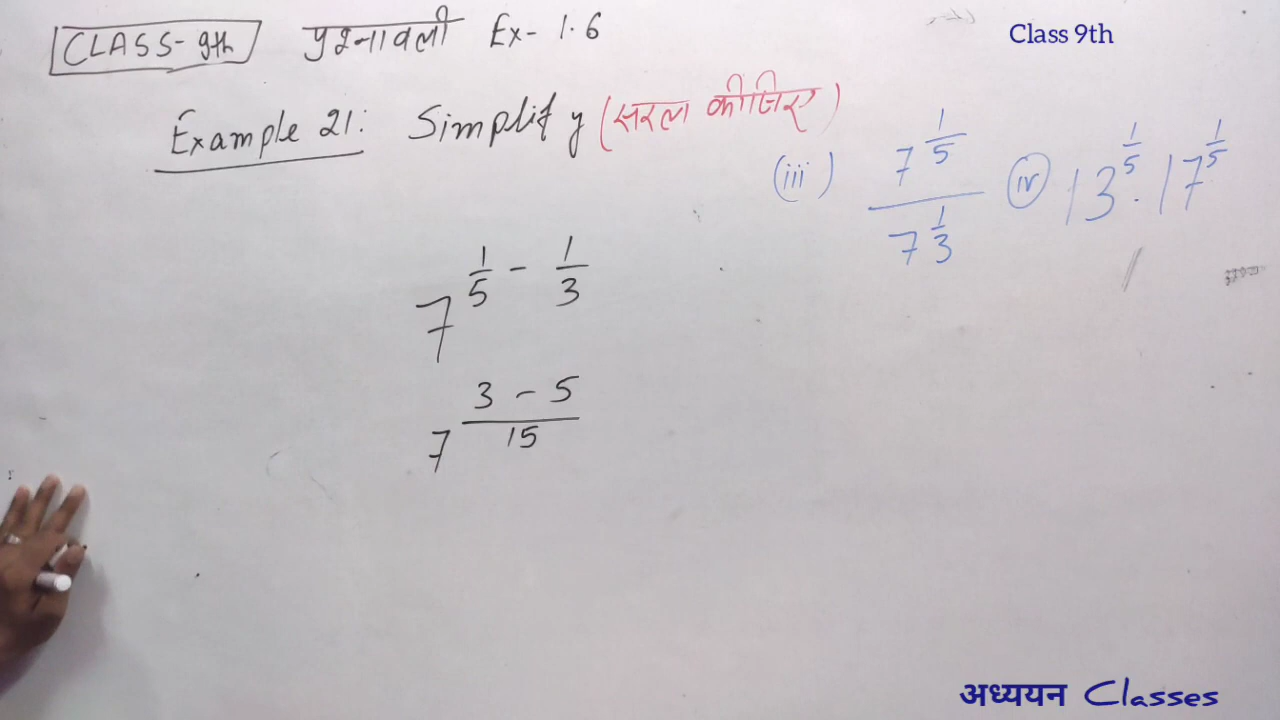 CLASS-9th प्रश्नावली Ex- 1.6
Class 9th
Example 21: Simplify (सरल कीजिए)
(iii) 7^(1/5) / 7^(1/3) (iv) 13^(1/5) · 17^(1/5)
7^(1/5 - 1/3)
7^((3 - 5)/15)
अध्ययन Classes